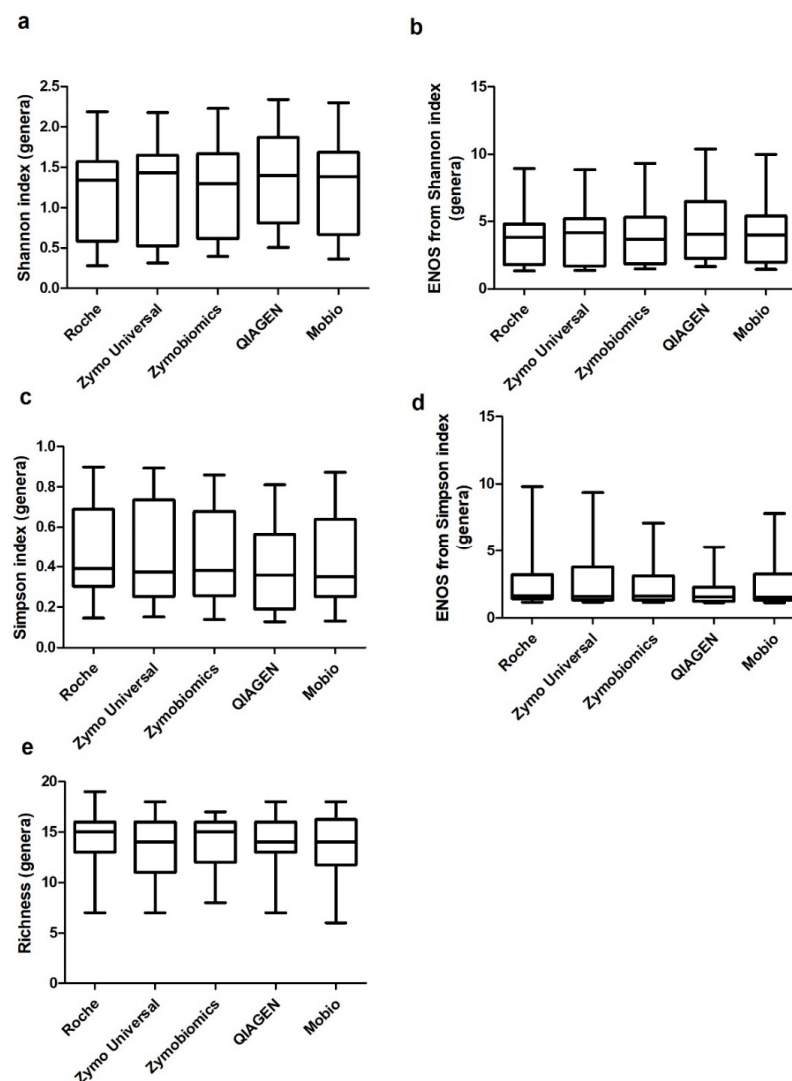 a
Shannon index (genera)
2.5
2.0
1.5
1.0
0.5
0.0
Roche
Zymo Universal
Zymobiomics
QIAGEN
Mobio
b
ENOS from Shannon index
(genera)
15
10
5
0
Roche
Zymo Universal
Zymobiomics
QIAGEN
Mobio
c
Simpson index (genera)
1.0
0.8
0.6
0.4
0.2
0.0
Roche
Zymo Universal
Zymobiomics
QIAGEN
Mobio
d
ENOS from Simpson index
(genera)
15
10
5
0
Roche
Zymo Universal
Zymobiomics
QIAGEN
Mobio
e
Richness (genera)
20
15
10
5
0
Roche
Zymo Universal
Zymobiomics
QIAGEN
Mobio